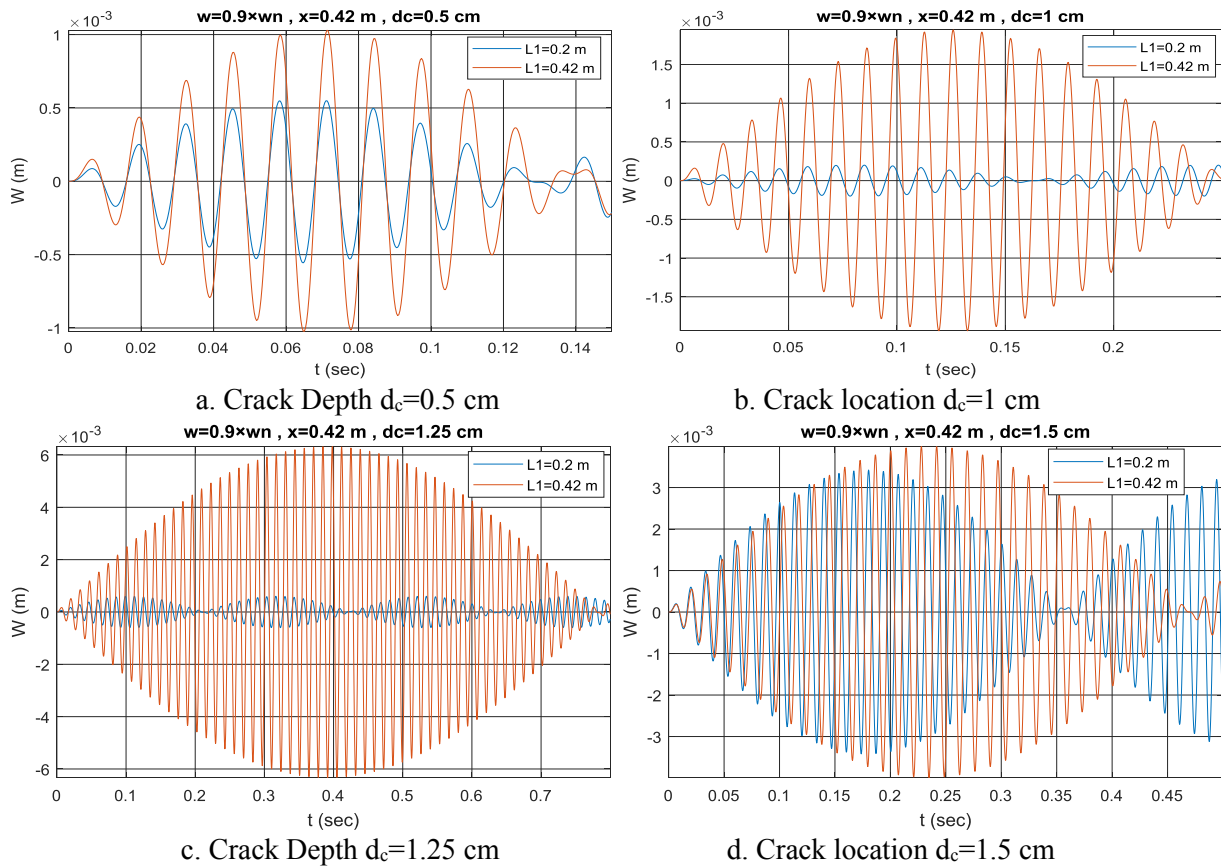 w=0.9×wn , x=0.42 m , dc=0.5 cm
× 10⁻³
1
0.5
0
-0.5
-1
W (m)
L1=0.2 m
L1=0.42 m
0 0.02 0.04 0.06 0.08 0.1 0.12 0.14
t (sec)
a. Crack Depth d_c=0.5 cm
w=0.9×wn , x=0.42 m , dc=1 cm
× 10⁻³
1.5
1
0.5
0
-0.5
-1
-1.5
W (m)
L1=0.2 m
L1=0.42 m
0 0.05 0.1 0.15 0.2
t (sec)
b. Crack location d_c=1 cm
w=0.9×wn , x=0.42 m , dc=1.25 cm
× 10⁻³
6
4
2
0
-2
-4
-6
W (m)
L1=0.2 m
L1=0.42 m
0 0.1 0.2 0.3 0.4 0.5 0.6 0.7
t (sec)
c. Crack Depth d_c=1.25 cm
w=0.9×wn , x=0.42 m , dc=1.5 cm
× 10⁻³
3
2
1
0
-1
-2
-3
W (m)
L1=0.2 m
L1=0.42 m
0 0.05 0.1 0.15 0.2 0.25 0.3 0.35 0.4 0.45
t (sec)
d. Crack location d_c=1.5 cm